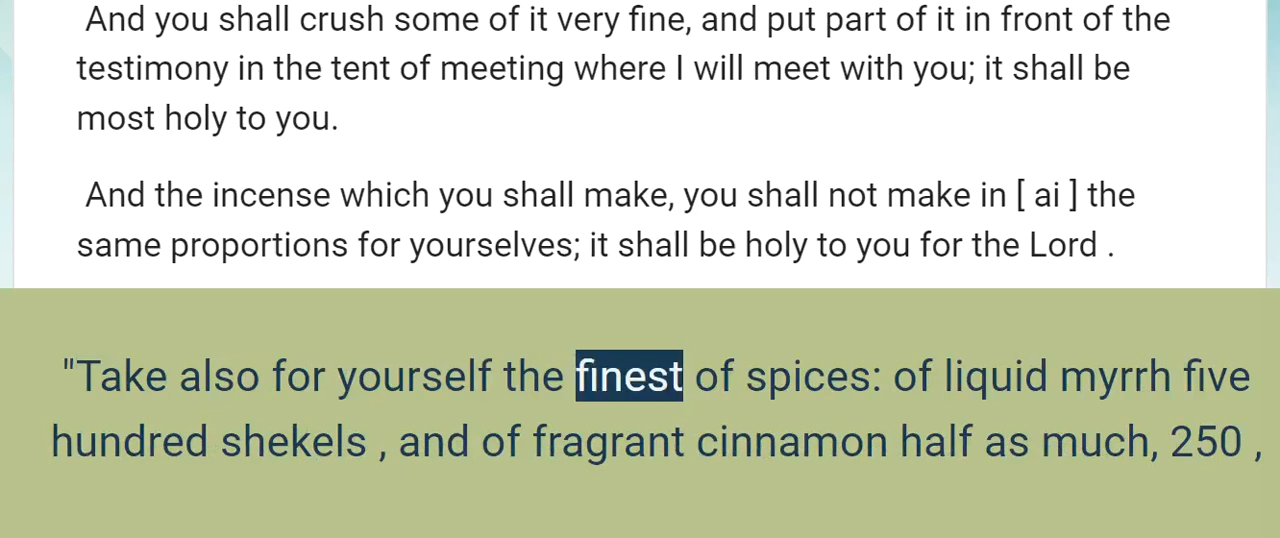 And you shall crush some of it very fine, and put part of it in front of the
testimony in the tent of meeting where I will meet with you; it shall be
most holy to you.
And the incense which you shall make, you shall not make in [ ai ] the
same proportions for yourselves; it shall be holy to you for the Lord .
"Take also for yourself the finest of spices: of liquid myrrh five
hundred shekels , and of fragrant cinnamon half as much, 250 ,